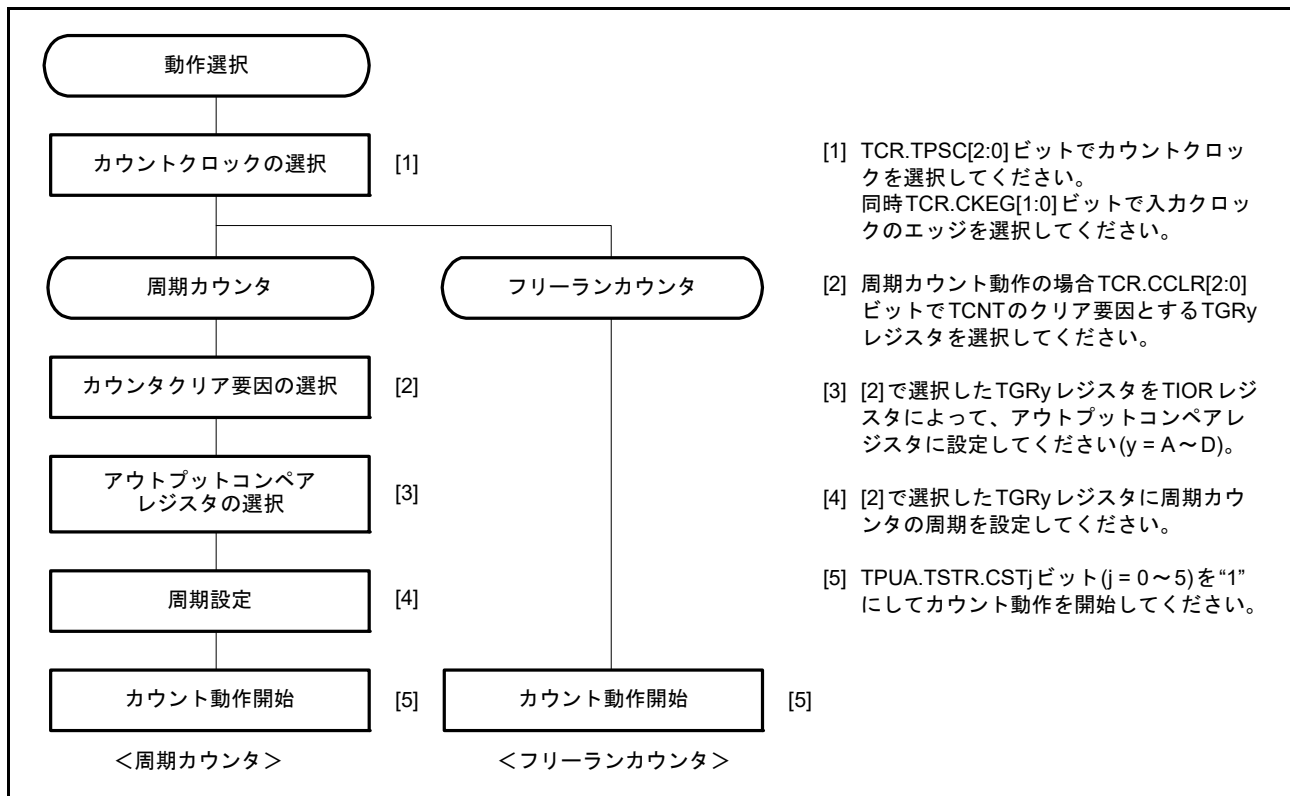 動作選択
カウントクロックの選択 [1]
周期カウンタ
フリーランカウンタ
カウンタクリア要因の選択 [2]
アウトプットコンペア
レジスタの選択 [3]
周期設定 [4]
カウント動作開始 [5]
カウント動作開始 [5]
＜周期カウンタ＞
＜フリーランカウンタ＞
[1] TCR.TPSC[2:0]ビットでカウントクロッ
クを選択してください。
同時TCR.CKEG[1:0]ビットで入力クロッ
クのエッジを選択してください。
[2] 周期カウント動作の場合TCR.CCLR[2:0]
ビットでTCNTのクリア要因とするTGRy
レジスタを選択してください。
[3] [2]で選択したTGRyレジスタをTIORレジ
スタによって、アウトプットコンペアレ
ジスタに設定してください(y = A～D)。
[4] [2]で選択したTGRyレジスタに周期カウ
ンタの周期を設定してください。
[5] TPUA.TSTR.CSTjビット(j = 0～5)を“1”
にしてカウント動作を開始してください。